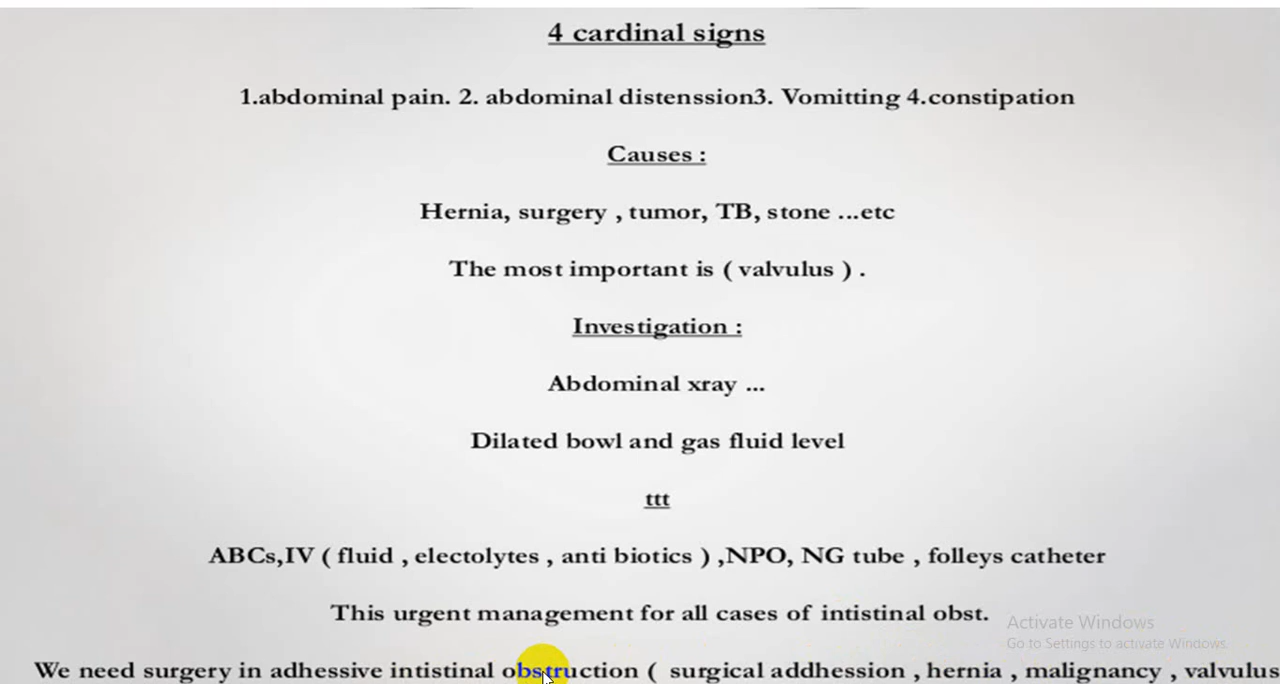 4 cardinal signs
1.abdominal pain. 2. abdominal distenssion3. Vomitting 4.constipation
Causes :
Hernia, surgery , tumor, TB, stone ...etc
The most important is ( valvulus ) .
Investigation :
Abdominal xray ...
Dilated bowl and gas fluid level
ttt
ABCs,IV ( fluid , electolytes , anti biotics ) ,NPO, NG tube , folleys catheter
This urgent management for all cases of intistinal obst.
Activate Windows
Go to Settings to activate Windows.
We need surgery in adhessive intistinal obstruction ( surgical addhession , hernia , malignancy , valvulus